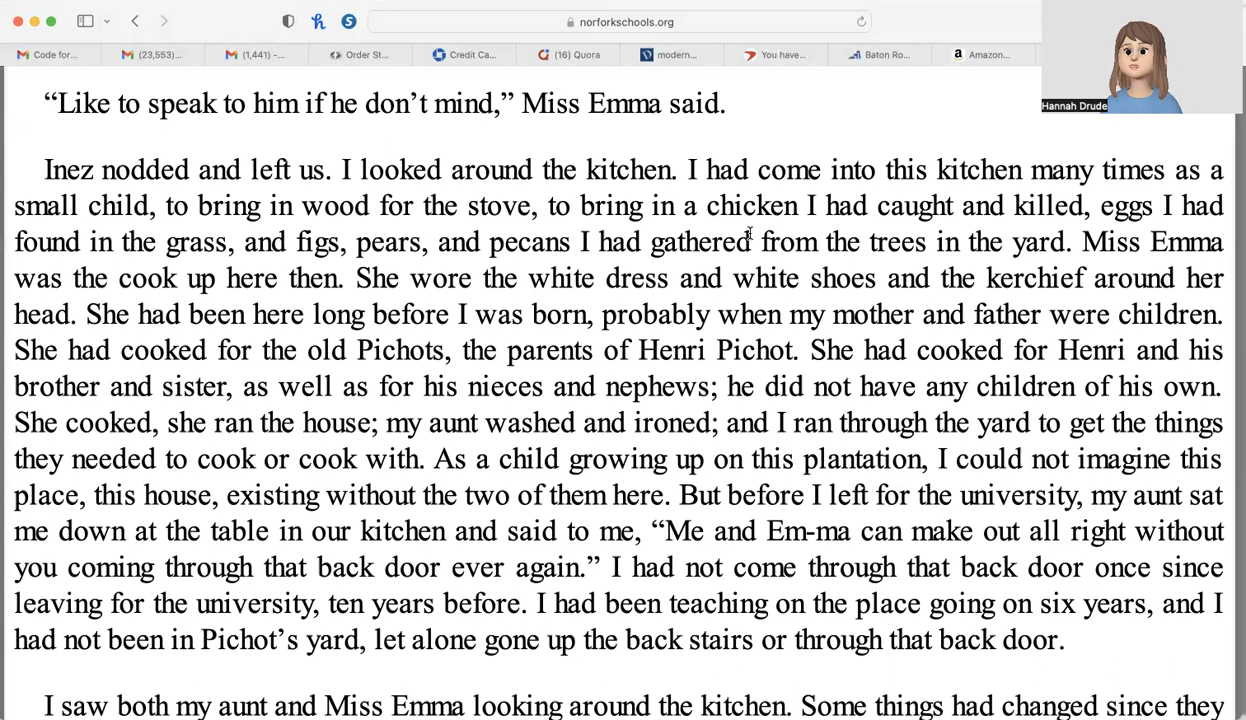 norforkschools.org
Code for...
(23,553)...
(1,441) -...
Order St...
Credit Ca...
(16) Quora
modern...
You have...
Baton Ro...
Amazon...
Hannah Drude
“Like to speak to him if he don’t mind,” Miss Emma said.
Inez nodded and left us. I looked around the kitchen. I had come into this kitchen many times as a
small child, to bring in wood for the stove, to bring in a chicken I had caught and killed, eggs I had
found in the grass, and figs, pears, and pecans I had gathered from the trees in the yard. Miss Emma
was the cook up here then. She wore the white dress and white shoes and the kerchief around her
head. She had been here long before I was born, probably when my mother and father were children.
She had cooked for the old Pichots, the parents of Henri Pichot. She had cooked for Henri and his
brother and sister, as well as for his nieces and nephews; he did not have any children of his own.
She cooked, she ran the house; my aunt washed and ironed; and I ran through the yard to get the things
they needed to cook or cook with. As a child growing up on this plantation, I could not imagine this
place, this house, existing without the two of them here. But before I left for the university, my aunt sat
me down at the table in our kitchen and said to me, “Me and Em-ma can make out all right without
you coming through that back door ever again.” I had not come through that back door once since
leaving for the university, ten years before. I had been teaching on the place going on six years, and I
had not been in Pichot’s yard, let alone gone up the back stairs or through that back door.
I saw both my aunt and Miss Emma looking around the kitchen. Some things had changed since they